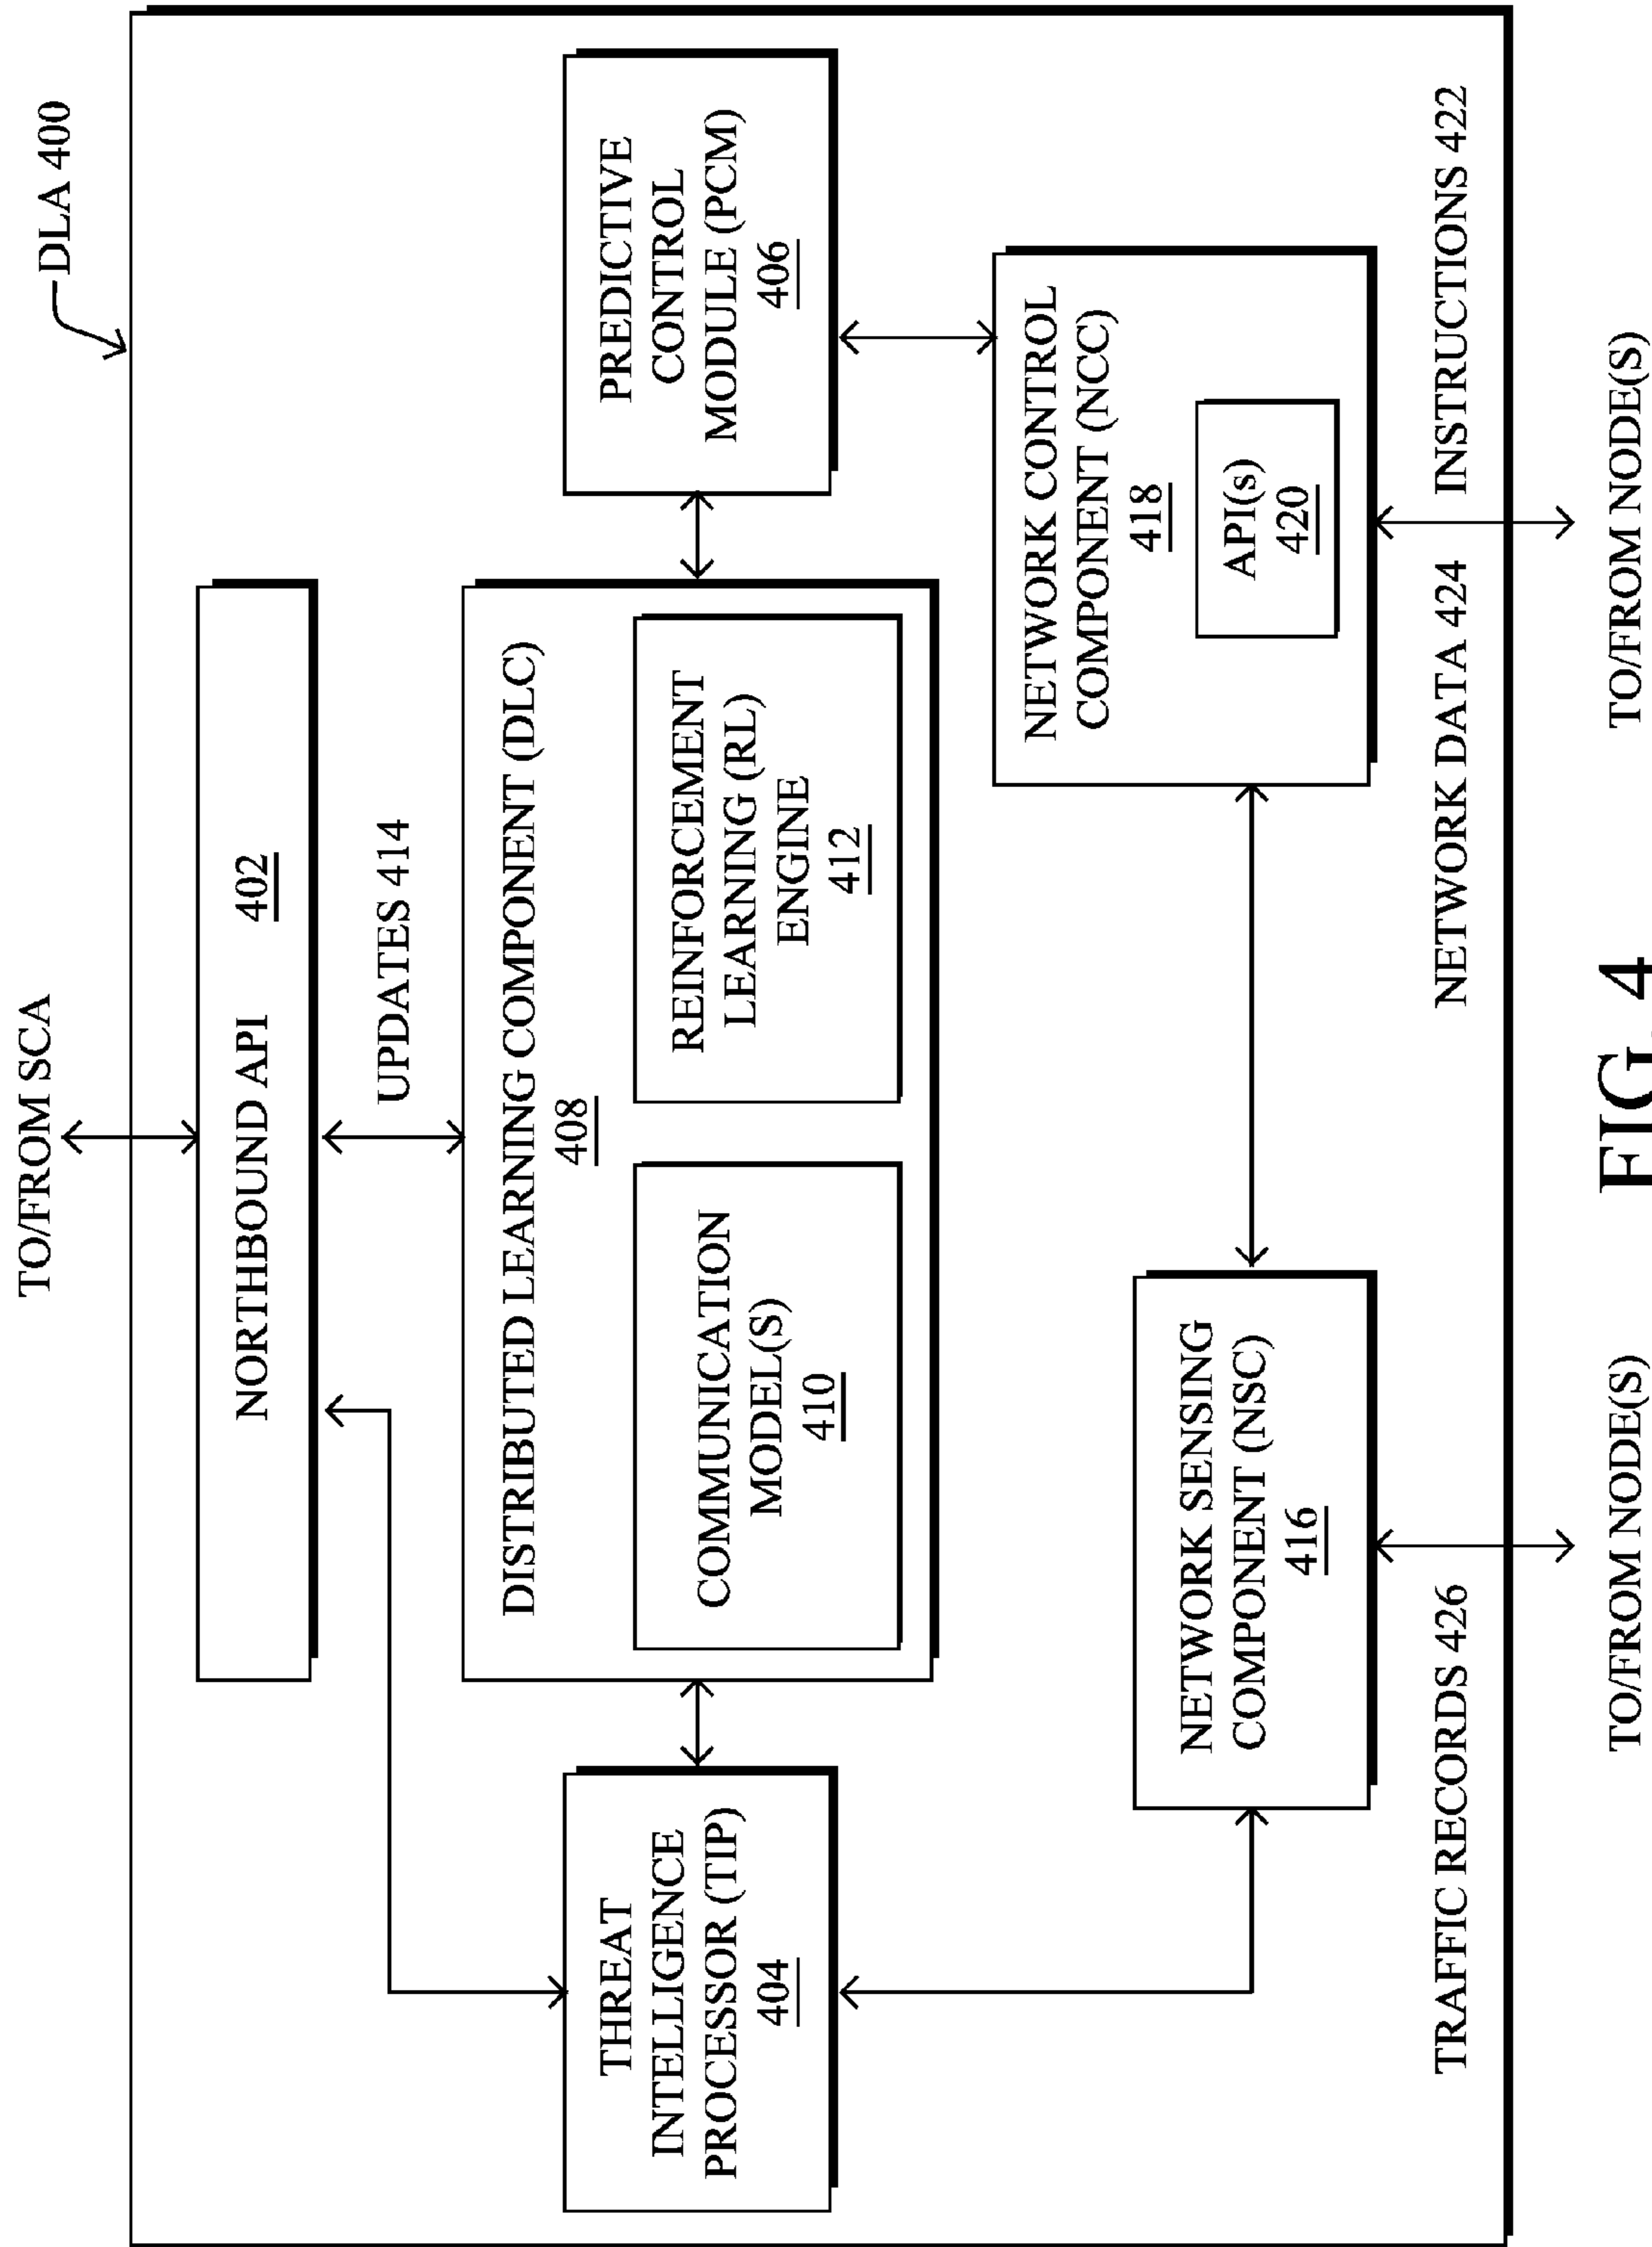 TO/FROM SCA
DLA 400
NORTHBOUND API 402
UPDATES 414
THREAT
INTELLIGENCE
PROCESSOR (TIP)
404
DISTRIBUTED LEARNING COMPONENT (DLC)
408
COMMUNICATION
MODEL(S)
410
REINFORCEMENT
LEARNING (RL)
ENGINE
412
PREDICTIVE
CONTROL
MODULE (PCM)
406
NETWORK SENSING
COMPONENT (NSC)
416
NETWORK CONTROL
COMPONENT (NCC)
418
API(s)
420
TRAFFIC RECORDS 426
NETWORK DATA 424
INSTRUCTIONS 422
TO/FROM NODE(S)
TO/FROM NODE(S)
FIG. 4